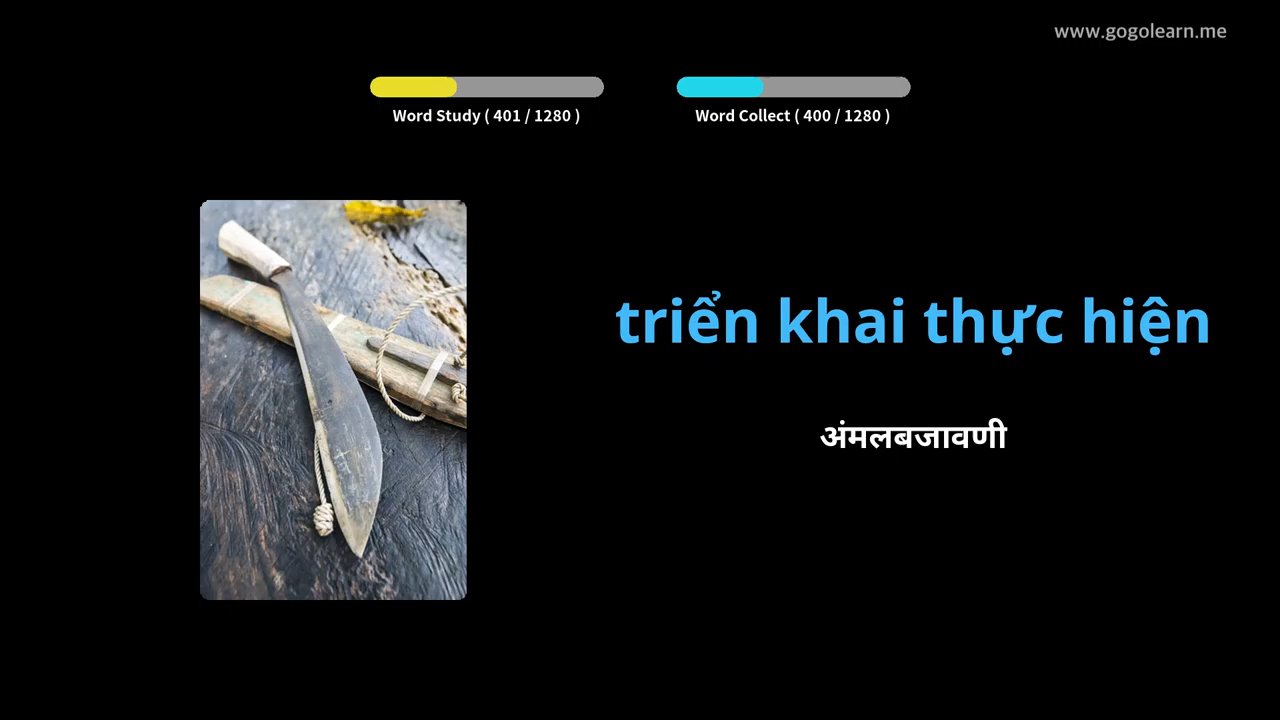 www.gogolearn.me
Word Study ( 401 / 1280 )
Word Collect ( 400 / 1280 )
triển khai thực hiện
अंमलबजावणी